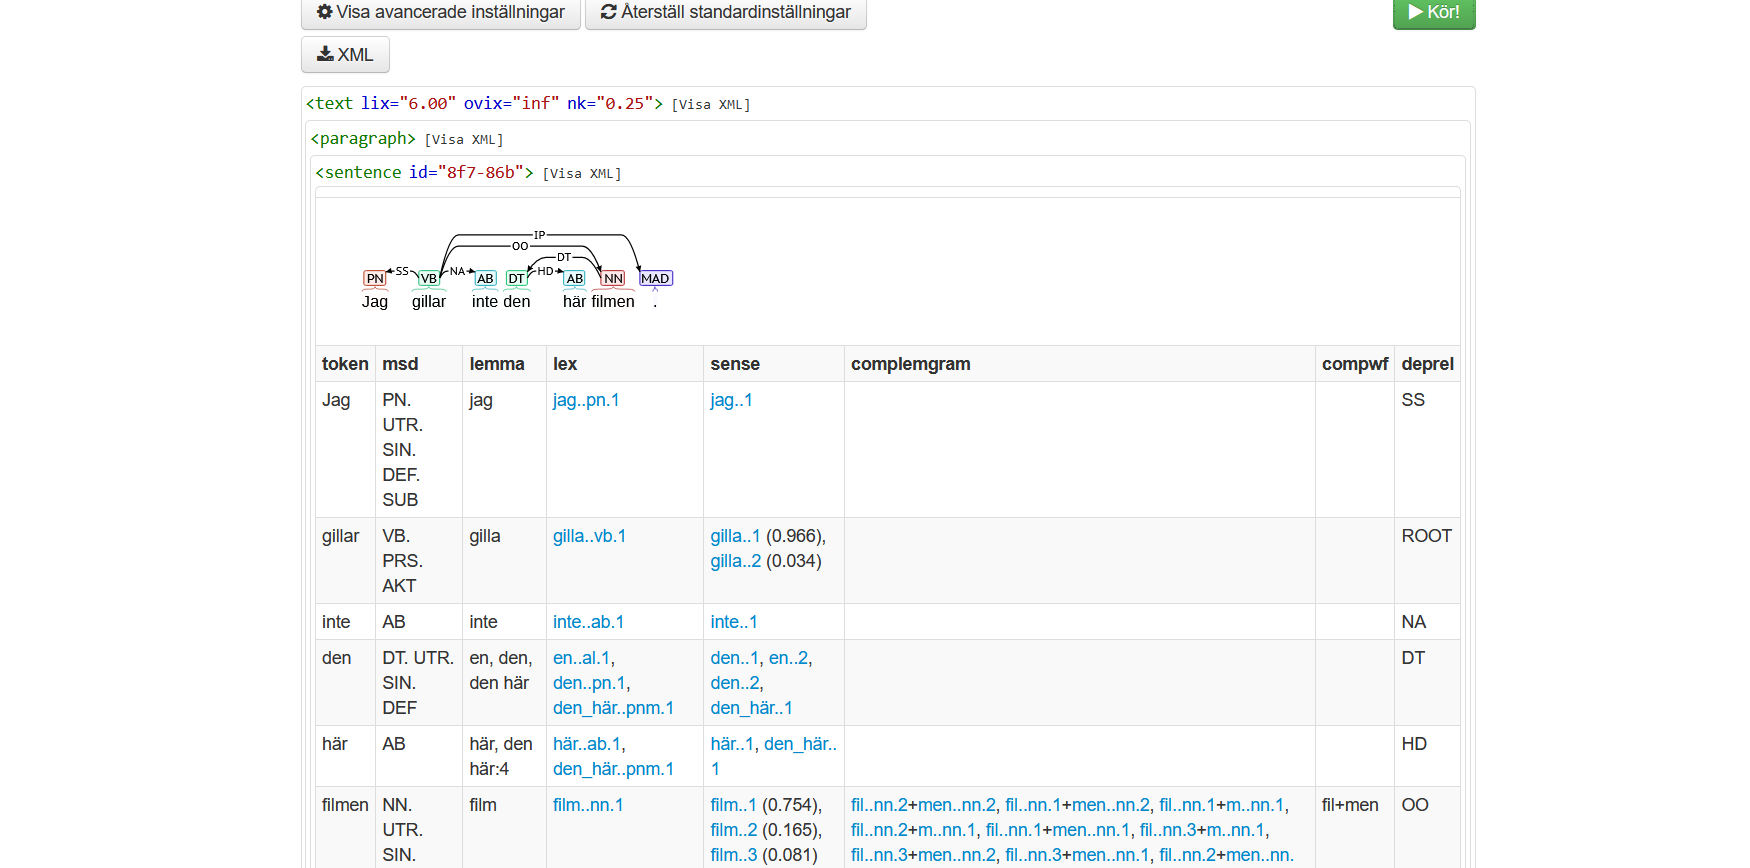 Visa avancerade inställningar Återställ standardinställningar Kör!
XML
<text lix="6.00" ovix="inf" nk="0.25"> [Visa XML]
<paragraph> [Visa XML]
<sentence id="8f7-86b"> [Visa XML]
IP
OO
DT
SS NA HD
PN VB AB DT AB NN MAD
Jag gillar inte den här filmen .
token msd lemma lex sense complemgram compwf deprel
Jag PN. jag jag..pn.1 jag..1 SS
UTR.
SIN.
DEF.
SUB
gillar VB. gilla gilla..vb.1 gilla..1 (0.966), ROOT
PRS. gilla..2 (0.034)
AKT
inte AB inte inte..ab.1 inte..1 NA
den DT. UTR. en, den, en..al.1, den..1, en..2, DT
SIN. den här den..pn.1, den..2,
DEF den_här..pnm.1 den_här..1
här AB här, den här..ab.1, här..1, den_här.. HD
här:4 den_här..pnm.1 1
filmen NN. film film..nn.1 film..1 (0.754), fil..nn.2+men..nn.2, fil..nn.1+men..nn.2, fil..nn.1+m..nn.1, fil+men OO
UTR. film..2 (0.165), fil..nn.2+m..nn.1, fil..nn.1+men..nn.1, fil..nn.3+m..nn.1,
SIN. film..3 (0.081) fil..nn.3+men..nn.2, fil..nn.3+men..nn.1, fil..nn.2+men..nn.